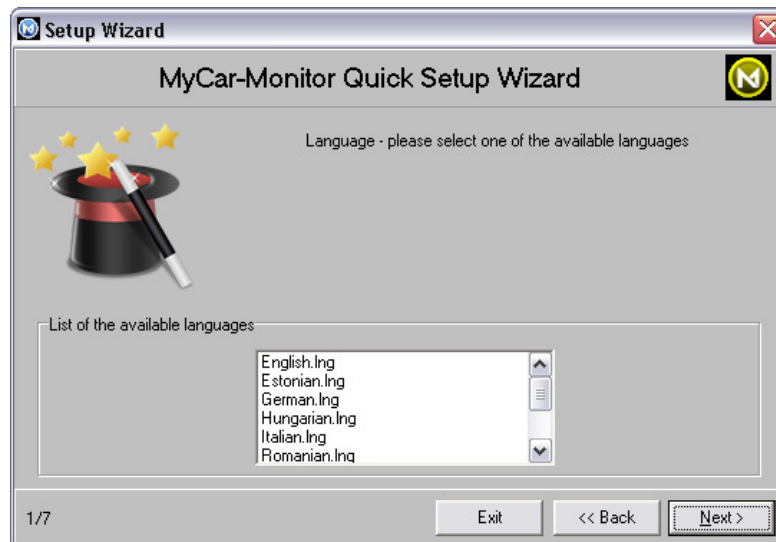 Setup Wizard
MyCar-Monitor Quick Setup Wizard
Language - please select one of the available languages
List of the available languages
English.lng
Estonian.lng
German.lng
Hungarian.lng
Italian.lng
Romanian.lng
1/7
Exit
<< Back
Next >